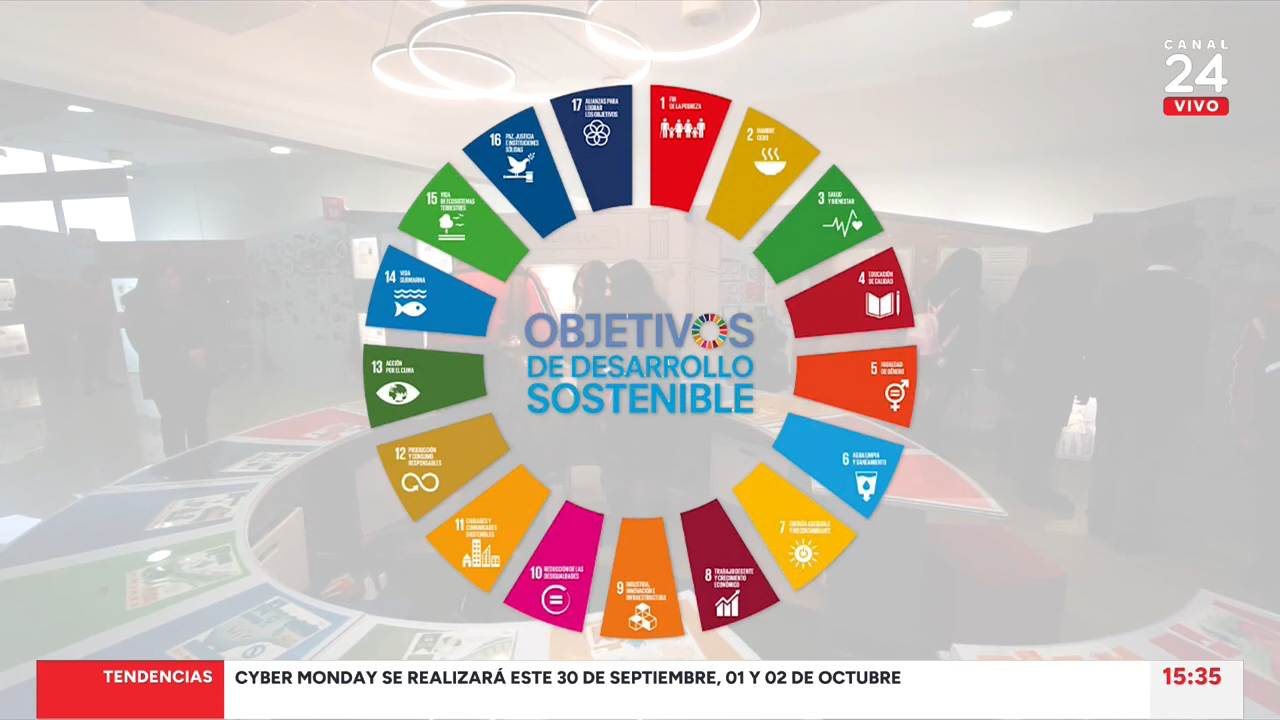 CANAL
24
VIVO
1 FIN
DE LA POBREZA
2 HAMBRE
CERO
3 SALUD
Y BIENESTAR
4 EDUCACIÓN
DE CALIDAD
5 IGUALDAD
DE GÉNERO
6 AGUA LIMPIA
Y SANEAMIENTO
7 ENERGÍA ASEQUIBLE
Y NO CONTAMINANTE
8 TRABAJO DECENTE
Y CRECIMIENTO
ECONÓMICO
9 INDUSTRIA,
INNOVACIÓN E
INFRAESTRUCTURA
10 REDUCCIÓN DE LAS
DESIGUALDADES
11 CIUDADES Y
COMUNIDADES
SOSTENIBLES
12 PRODUCCIÓN
Y CONSUMO
RESPONSABLES
13 ACCIÓN
POR EL CLIMA
14 VIDA
SUBMARINA
15 VIDA
DE ECOSISTEMAS
TERRESTRES
16 PAZ, JUSTICIA
E INSTITUCIONES
SÓLIDAS
17 ALIANZAS PARA
LOGRAR
LOS OBJETIVOS
OBJETIVOS
DE DESARROLLO
SOSTENIBLE
TENDENCIAS
CYBER MONDAY SE REALIZARÁ ESTE 30 DE SEPTIEMBRE, 01 Y 02 DE OCTUBRE
15:35